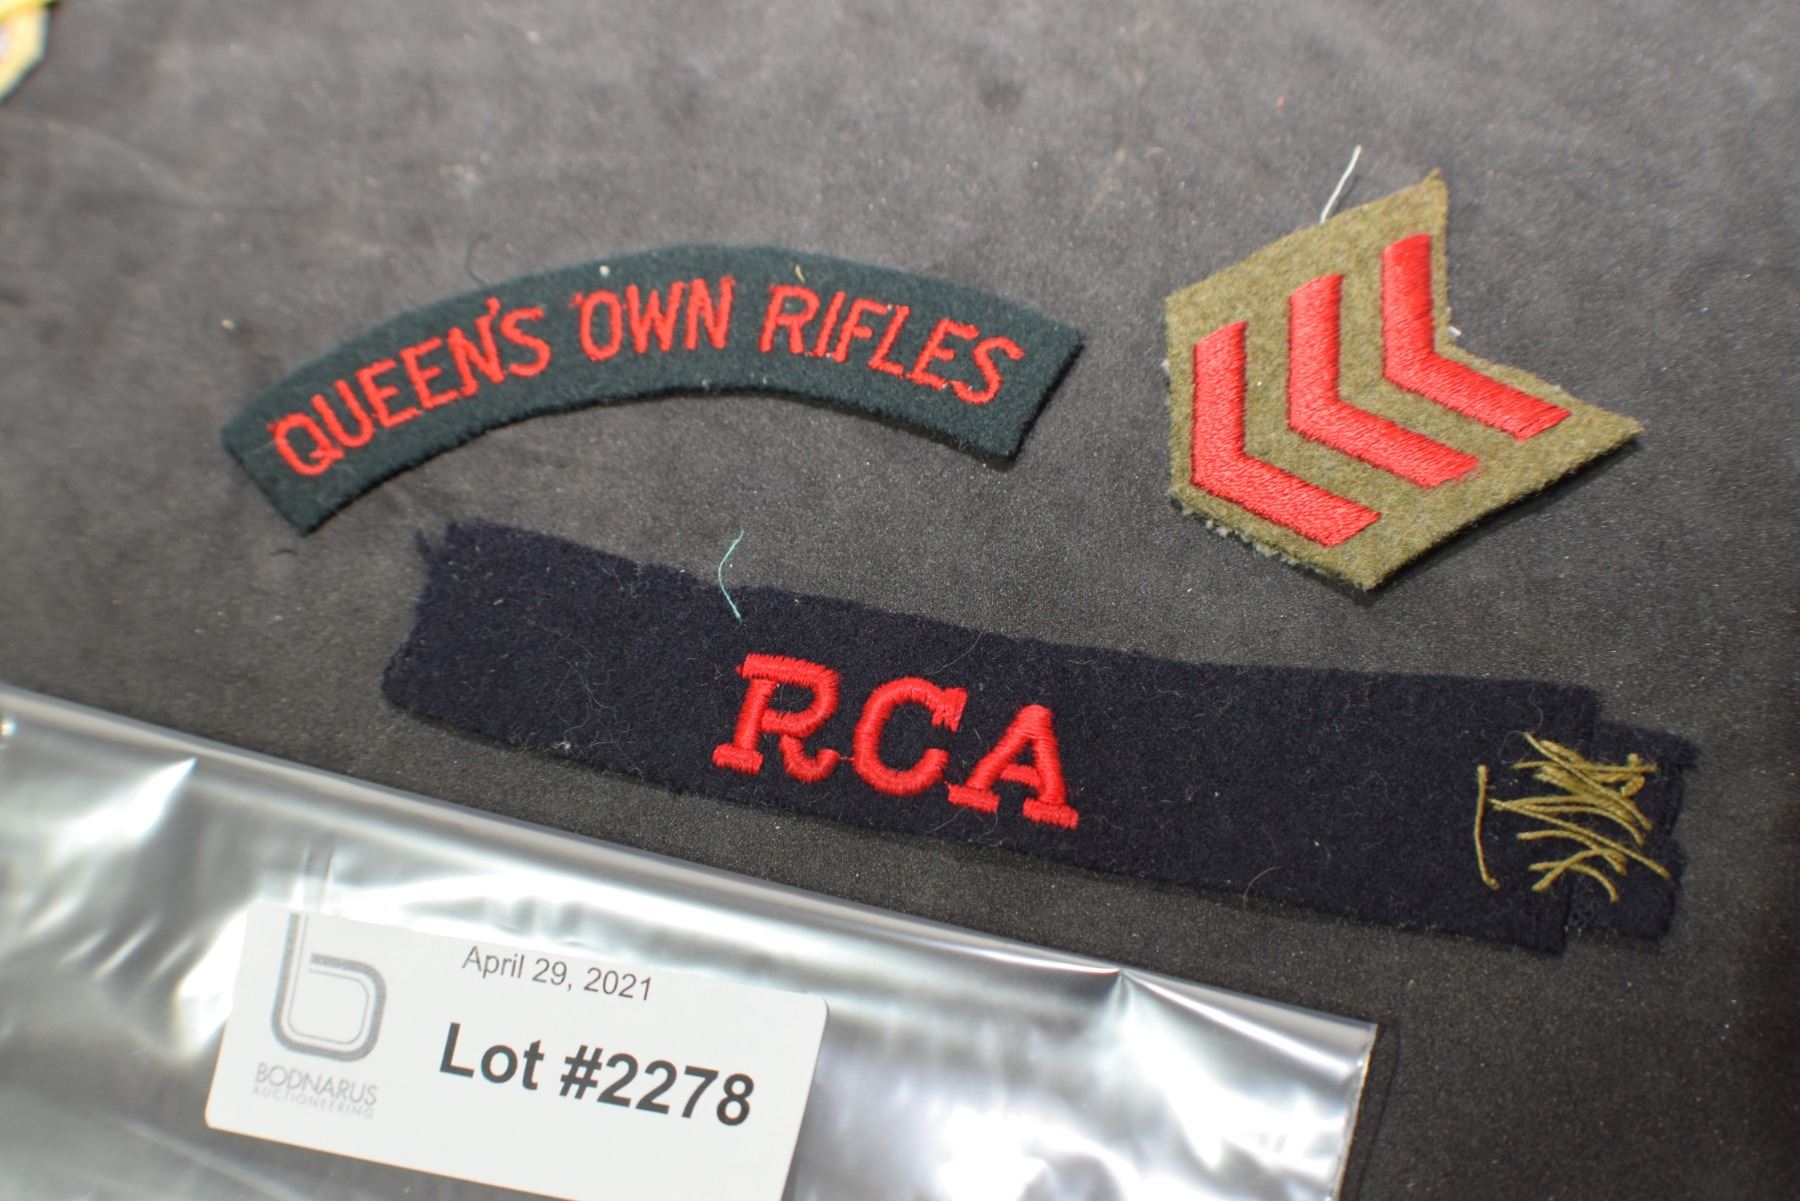 QUEEN'S OWN RIFLES
RCA
April 29, 2021
Lot #2278
BODNARUS
AUCTIONEERING